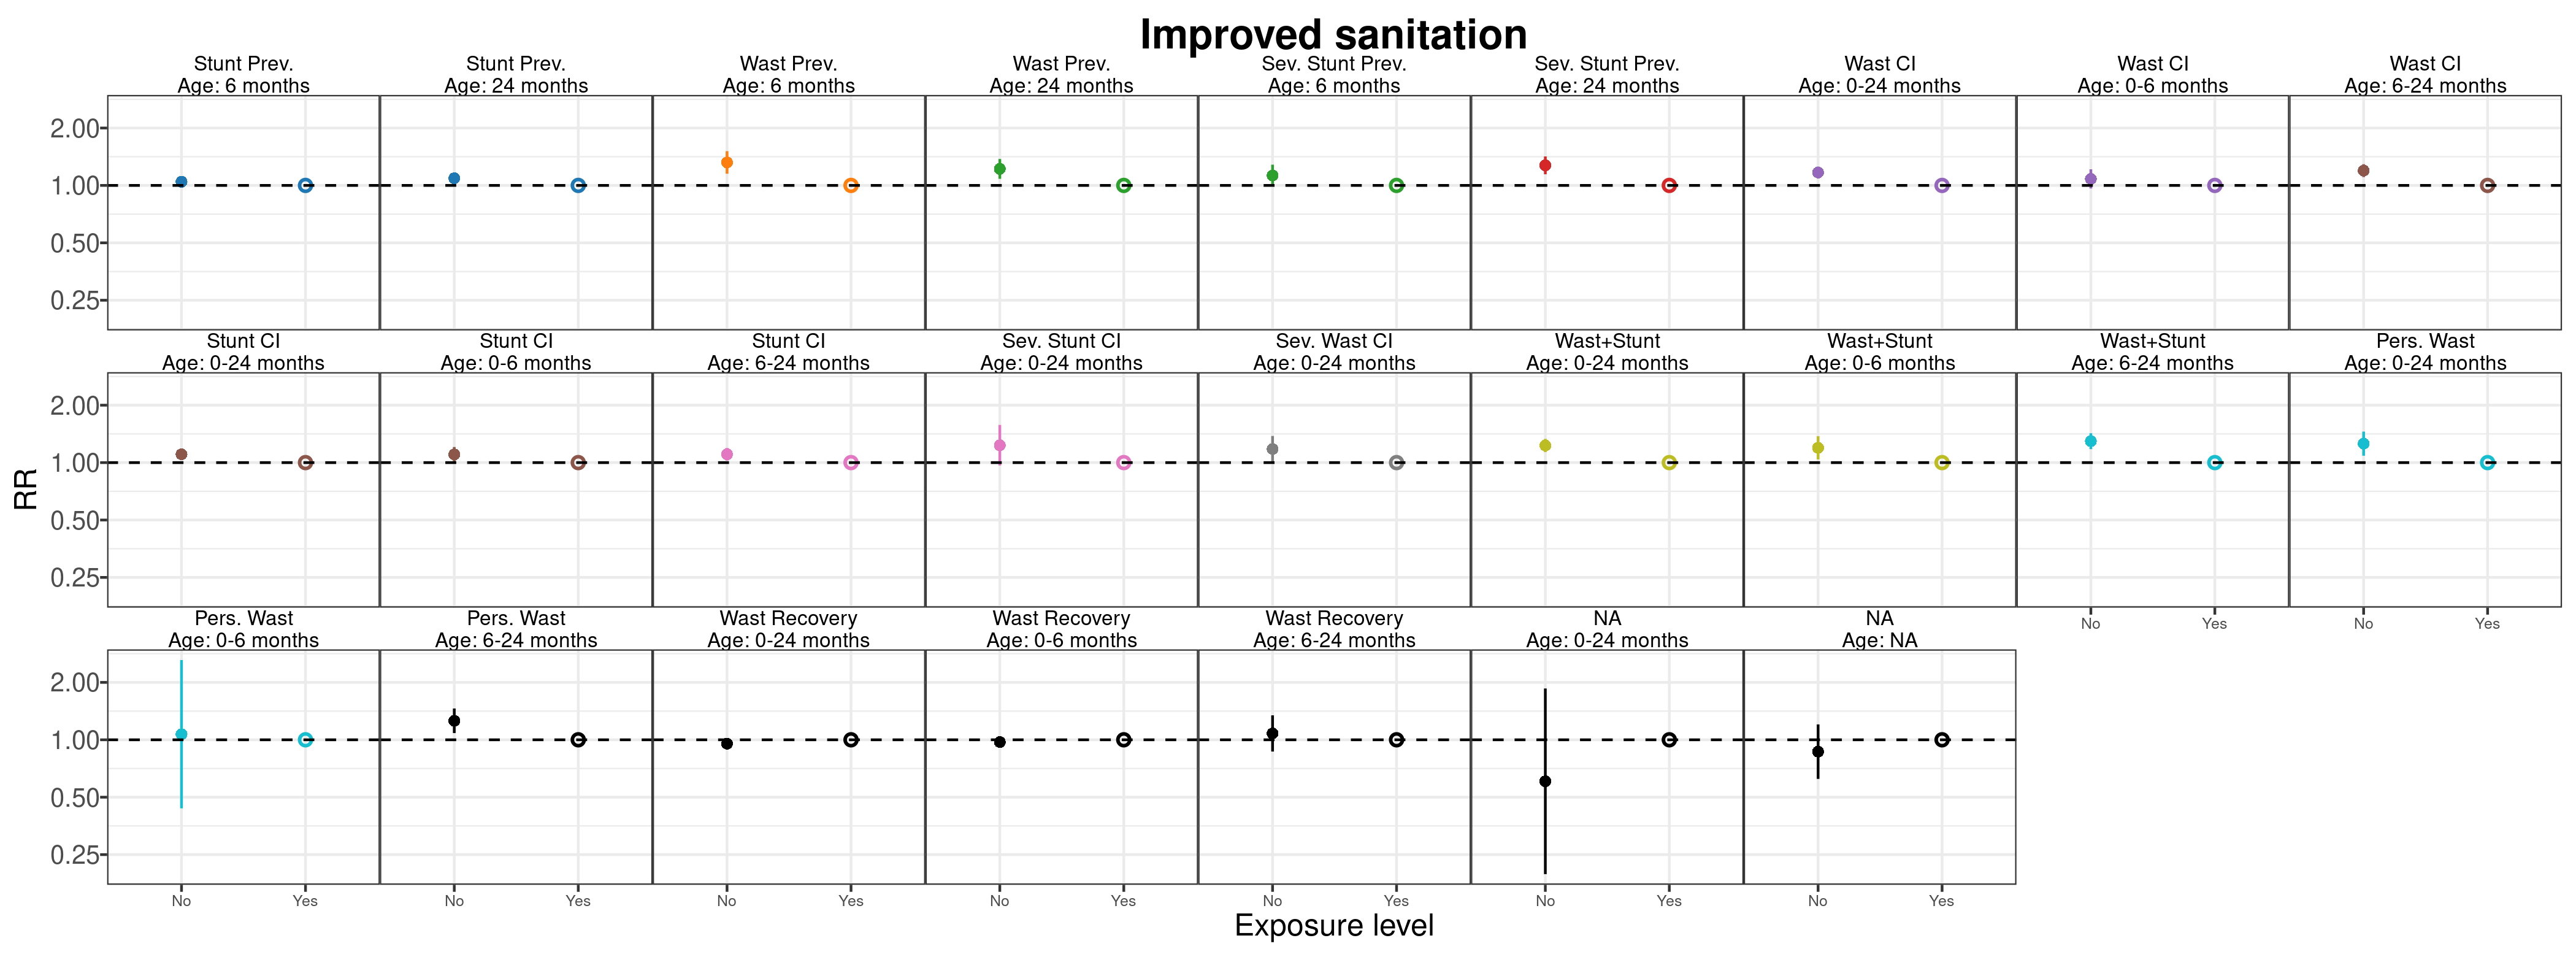 Improved sanitation
Stunt Prev. Stunt Prev. Wast Prev. Wast Prev. Sev. Stunt Prev. Sev. Stunt Prev. Wast CI Wast CI Wast CI
Age: 6 months Age: 24 months Age: 6 months Age: 24 months Age: 6 months Age: 24 months Age: 0-24 months Age: 0-6 months Age: 6-24 months
2.00
1.00
0.50
0.25
Stunt CI Stunt CI Stunt CI Sev. Stunt CI Sev. Wast CI Wast+Stunt Wast+Stunt Wast+Stunt Pers. Wast
Age: 0-24 months Age: 0-6 months Age: 6-24 months Age: 0-24 months Age: 0-24 months Age: 0-24 months Age: 0-6 months Age: 6-24 months Age: 0-24 months
2.00
1.00
RR
0.50
0.25
Pers. Wast Pers. Wast Wast Recovery Wast Recovery Wast Recovery NA NA No Yes No Yes
Age: 0-6 months Age: 6-24 months Age: 0-24 months Age: 0-6 months Age: 6-24 months Age: 0-24 months Age: NA
2.00
1.00
0.50
0.25
No Yes No Yes No Yes No Yes No Yes No Yes No Yes
Exposure level